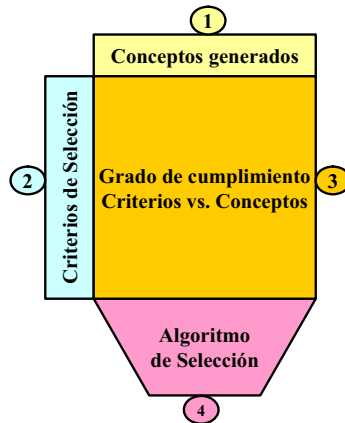 1
Conceptos generados
2
Criterios de Selección
Grado de cumplimiento
Criterios vs. Conceptos
3
Algoritmo
de Selección
4